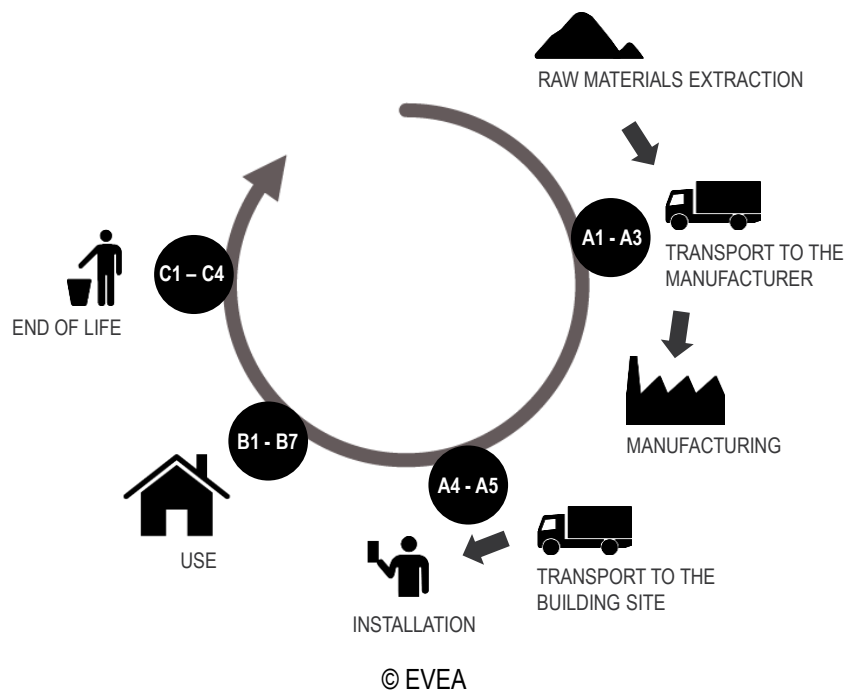 RAW MATERIALS EXTRACTION
A1 - A3
TRANSPORT TO THE
MANUFACTURER
MANUFACTURING
A4 - A5
TRANSPORT TO THE
BUILDING SITE
INSTALLATION
B1 - B7
USE
C1 – C4
END OF LIFE
© EVEA